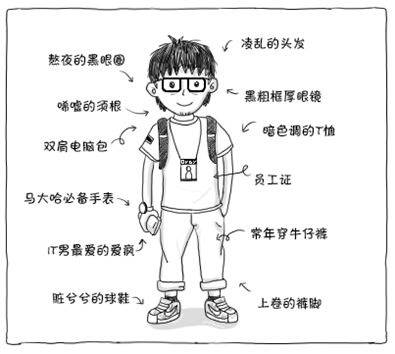 凌乱的头发
熬夜的黑眼圈
黑粗框厚眼镜
唏嘘的须根
暗色调的T恤
双肩电脑包
员工证
马大哈必备手表
常年穿牛仔裤
IT男最爱的爱疯
脏兮兮的球鞋
上卷的裤脚